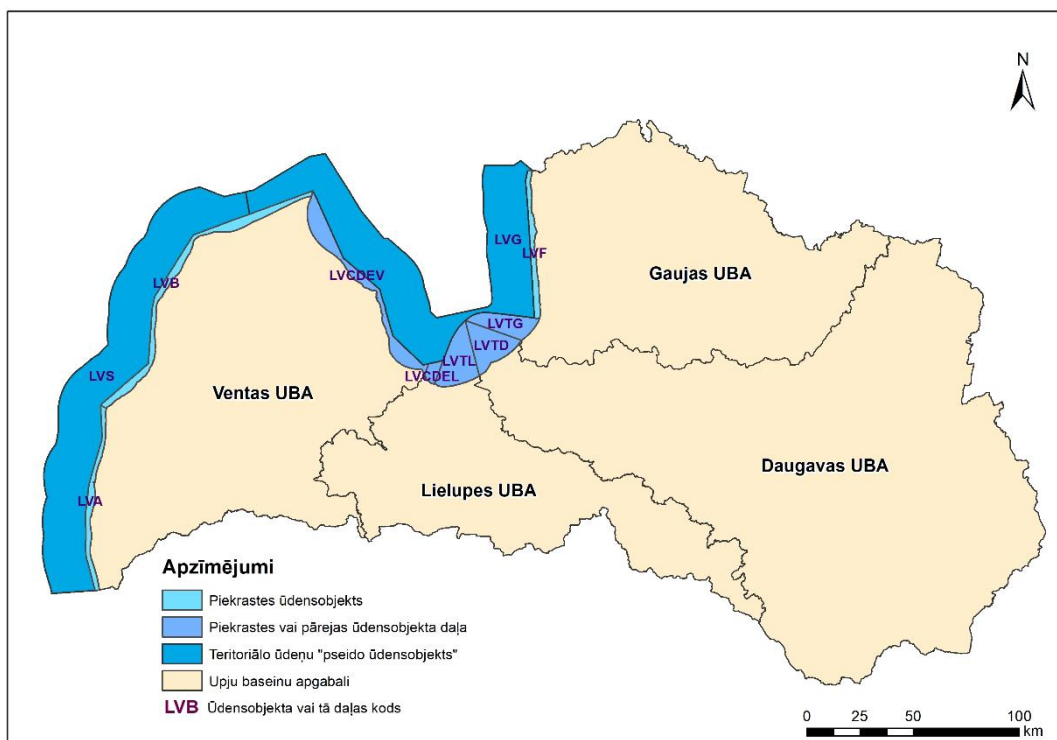 N
LVG
LVF
Gaujas UBA
LVB
LVCDEV
LVTG
LVTD
LVTL
LVCDEL
LVS
Ventas UBA
Daugavas UBA
Lielupes UBA
LVA
Apzīmējumi
Piekrastes ūdensobjekts
Piekrastes vai pārejas ūdensobjekta daļa
Teritoriālo ūdeņu "pseido ūdensobjekts"
Upju baseinu apgabali
LVB Ūdensobjekta vai tā daļas kods
0 25 50 100
km